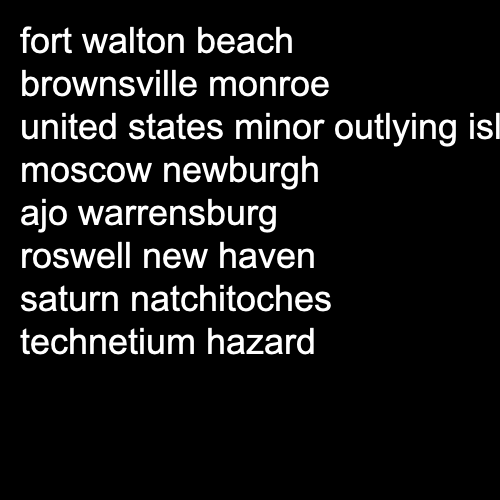 fort walton beach
brownsville monroe
united states minor outlying
moscow newburgh
ajo warrensburg
roswell new haven
saturn natchitoches
technetium hazard